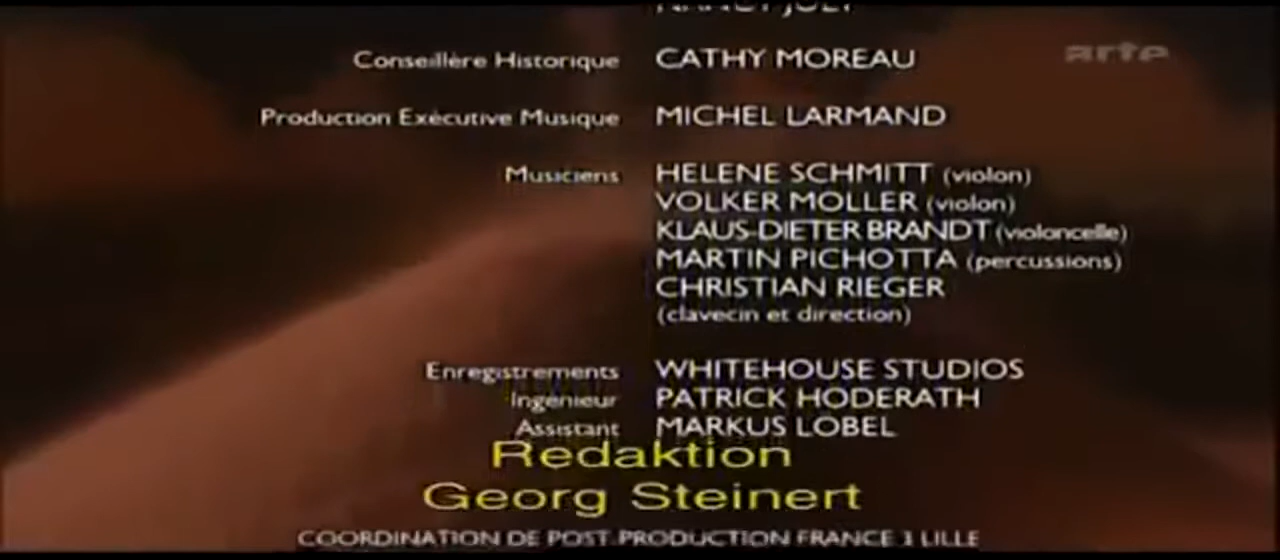 Conseillère Historique CATHY MOREAU
arte
Production Exécutive Musique MICHEL LARMAND
Musiciens HELENE SCHMITT (violon)
VOLKER MOLLER (violon)
KLAUS-DIETER BRANDT (violoncelle)
MARTIN PICHOTTA (percussions)
CHRISTIAN RIEGER
(clavecin et direction)
Enregistrements WHITEHOUSE STUDIOS
Ingénieur PATRICK HODERATH
Assistant MARKUS LOBEL
Redaktion
Georg Steinert
COORDINATION DE POST PRODUCTION FRANCE 3 LILLE